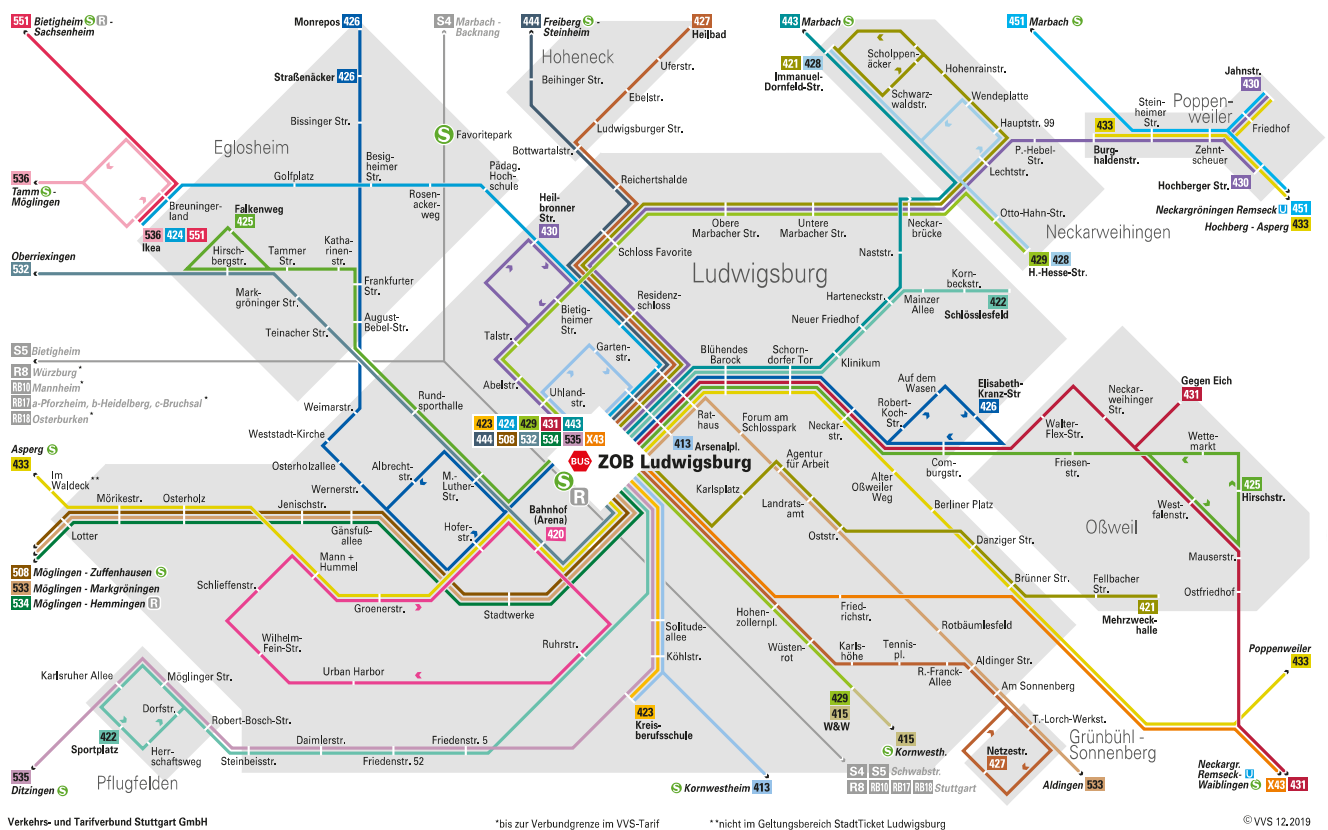 551 Bietigheim S R -
Sachsenheim
Monrepos 426
S4 Marbach -
Backnang
444 Freiberg S -
Steinheim
427
Heilbad
443 Marbach S
451 Marbach S
Hoheneck
Beihinger Str.
Uferstr.
Ebelstr.
Ludwigsburger Str.
Bottwartalstr.
Reichertshalde
421 428
Immanuel-
Dornfeld-Str.
Scholppen-
äcker
Hohenrainstr.
Schwarz-
waldstr.
Wendeplatte
Hauptstr. 99
P.-Hebel-
Str.
Lechtstr.
Jahnstr.
430
Poppen-
weiler
Stein-
heimer
Str.
433
Burg-
haldenstr.
Friedhof
Zehnt-
scheuer
Hochberger Str.
430
Neckargröningen Remseck U 451
Hochberg - Asperg 433
Straßenäcker 426
Bissinger Str.
Eglosheim
S Favoritepark
Golfplatz
Besig-
heimer
Str.
Rosen-
acker-
weg
Pädag.
Hoch-
schule
536
Tamm S -
Möglingen
Breuninger-
land
536 424 551
Ikea
Falkenweg
425
Hirsch-
bergstr.
Tammer
Str.
Katha-
rinen-
str.
Oberriexingen
532
Mark-
gröninger Str.
Teinacher Str.
Frankfurter
Str.
August-
Bebel-Str.
Heil-
bronner
Str.
430
Schloss Favorite
Obere
Marbacher Str.
Untere
Marbacher Str.
Neckar-
brücke
Otto-Hahn-Str.
Neckarweihingen
429 428
H.-Hesse-Str.
Ludwigsburg
Naststr.
Residenz-
schloss
Bietig-
heimer
Str.
Talstr.
Garten-
str.
Abelstr.
Uhland-
str.
Harteneckstr.
Neuer Friedhof
Klinikum
Korn-
beckstr.
Mainzer
Allee
422
Schlösslesfeld
Blühendes
Barock
Schorn-
dorfer Tor
S5 Bietigheim
R8 Würzburg*
RB10 Mannheim*
RB17 a-Pforzheim, b-Heidelberg, c-Bruchsal*
RB18 Osterburken*
Rund-
sporthalle
Weimarstr.
Weststadt-Kirche
Osterholzallee
Wernerstr.
Albrecht-
str.
M.-
Luther-
Str.
Hofer-
str.
423 424 429 431 443
444 508 532 534 535 X43
BUS ZOB Ludwigsburg
S
R
Bahnhof
(Arena)
420
Rat-
haus
413 Arsenalpl.
Karlsplatz
Forum am
Schlosspark
Agentur
für Arbeit
Landrats-
amt
Oststr.
Neckar-
str.
Alter
Oßweiler
Weg
Berliner Platz
Danziger Str.
Brünner Str.
Auf dem
Wasen
Robert-
Koch-
Str.
Elisabeth-
Kranz-Str
426
Com-
burgstr.
Walter-
Flex-Str.
Neckar-
weihinger
Str.
Gegen Eich
431
Wette-
markt
Friesen-
str.
425
Hirschstr.
West-
falenstr.
Oßweil
Mauserstr.
Ostfriedhof
Fellbacher
Str.
421
Mehrzweck-
halle
Asperg S
433
Im
Waldeck**
Mörikestr.
Osterholz
Jenischstr.
Gänsfuß-
allee
Lotter
Mann +
Hummel
508 Möglingen - Zuffenhausen S
533 Möglingen - Markgröningen
534 Möglingen - Hemmingen R
Schlieffenstr.
Groenerstr.
Stadtwerke
Wilhelm-
Fein-Str.
Ruhrstr.
Urban Harbor
Solitude-
allee
Köhlstr.
Hohen-
zollernpl.
Wüsten-
rot
Fried-
richstr.
Karls-
höhe
Tennis-
pl.
R.-Franck-
Allee
Rotbäumlesfeld
Aldinger Str.
Am Sonnenberg
T.-Lorch-Werkst.
Grünbühl -
Sonnenberg
Netzestr.
427
Aldingen 533
Poppenweiler
433
Neckargr.
Remseck- U
Waiblingen S X43 431
Karlsruher Allee
Möglinger Str.
Dorfstr.
422
Sportplatz
Herr-
schaftsweg
Robert-Bosch-Str.
Steinbeisstr.
Daimlerstr.
Friedenstr. 52
Friedenstr. 5
535
Ditzingen S
Pflugfelden
423
Kreis-
berufsschule
S Kornwestheim 413
429
415
W&W
415
S Kornwesth.
S4 S5 Schwabstr.
R8 RB10 RB17 RB18 Stuttgart
Verkehrs- und Tarifverbund Stuttgart GmbH
*bis zur Verbundgrenze im VVS-Tarif
**nicht im Geltungsbereich StadtTicket Ludwigsburg
© VVS 12.2019